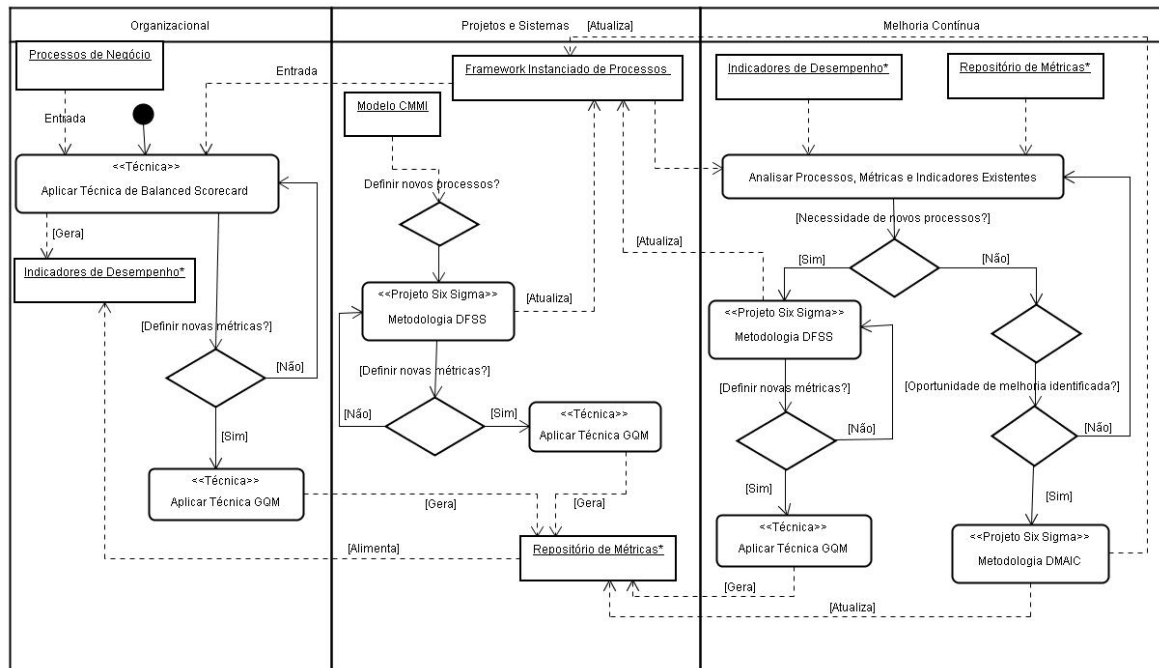 Organizacional
Projetos e Sistemas
[Atualiza]
Melhoria Contínua
Processos de Negócio
Entrada
Entrada
<<Técnica>>
Aplicar Técnica de Balanced Scorecard
[Gera]
Indicadores de Desempenho*
[Definir novas métricas?]
[Não]
[Sim]
<<Técnica>>
Aplicar Técnica GQM
[Gera]
[Alimenta]
Framework Instanciado de Processos
Modelo CMMI
Definir novos processos?
<<Projeto Six Sigma>>
Metodologia DFSS
[Atualiza]
[Definir novas métricas?]
[Não]
[Sim]
<<Técnica>>
Aplicar Técnica GQM
[Gera]
Repositório de Métricas*
Indicadores de Desempenho*
Repositório de Métricas*
Analisar Processos, Métricas e Indicadores Existentes
[Necessidade de novos processos?]
[Atualiza]
[Sim]
[Não]
<<Projeto Six Sigma>>
Metodologia DFSS
[Definir novas métricas?]
[Não]
[Sim]
<<Técnica>>
Aplicar Técnica GQM
[Gera]
[Oportunidade de melhoria identificada?]
[Não]
[Sim]
<<Projeto Six Sigma>>
Metodologia DMAIC
[Atualiza]